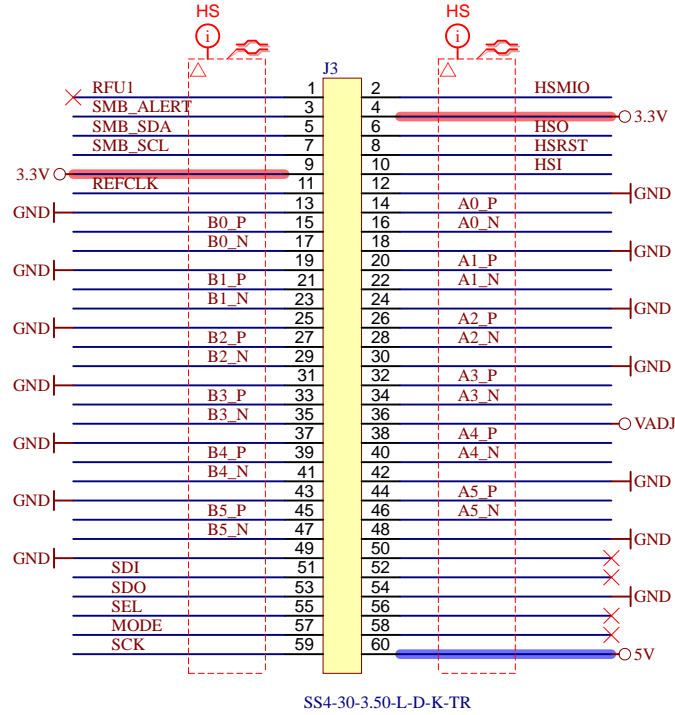 HS HS
i i
J3
RFU1 1 2 HSMIO
SMB_ALERT 3 4 3.3V
SMB_SDA 5 6 HSO
SMB_SCL 7 8 HSRST
3.3V 9 10 HSI
REFCLK 11 12 GND
GND 13 14 A0_P
B0_P 15 16 A0_N
B0_N 17 18 GND
GND 19 20 A1_P
B1_P 21 22 A1_N
B1_N 23 24 GND
GND 25 26 A2_P
B2_P 27 28 A2_N
B2_N 29 30 GND
GND 31 32 A3_P
B3_P 33 34 A3_N
B3_N 35 36 VADJ
GND 37 38 A4_P
B4_P 39 40 A4_N
B4_N 41 42 GND
GND 43 44 A5_P
B5_P 45 46 A5_N
B5_N 47 48 GND
GND 49 50
SDI 51 52
SDO 53 54 GND
SEL 55 56
MODE 57 58
SCK 59 60 5V
SS4-30-3.50-L-D-K-TR